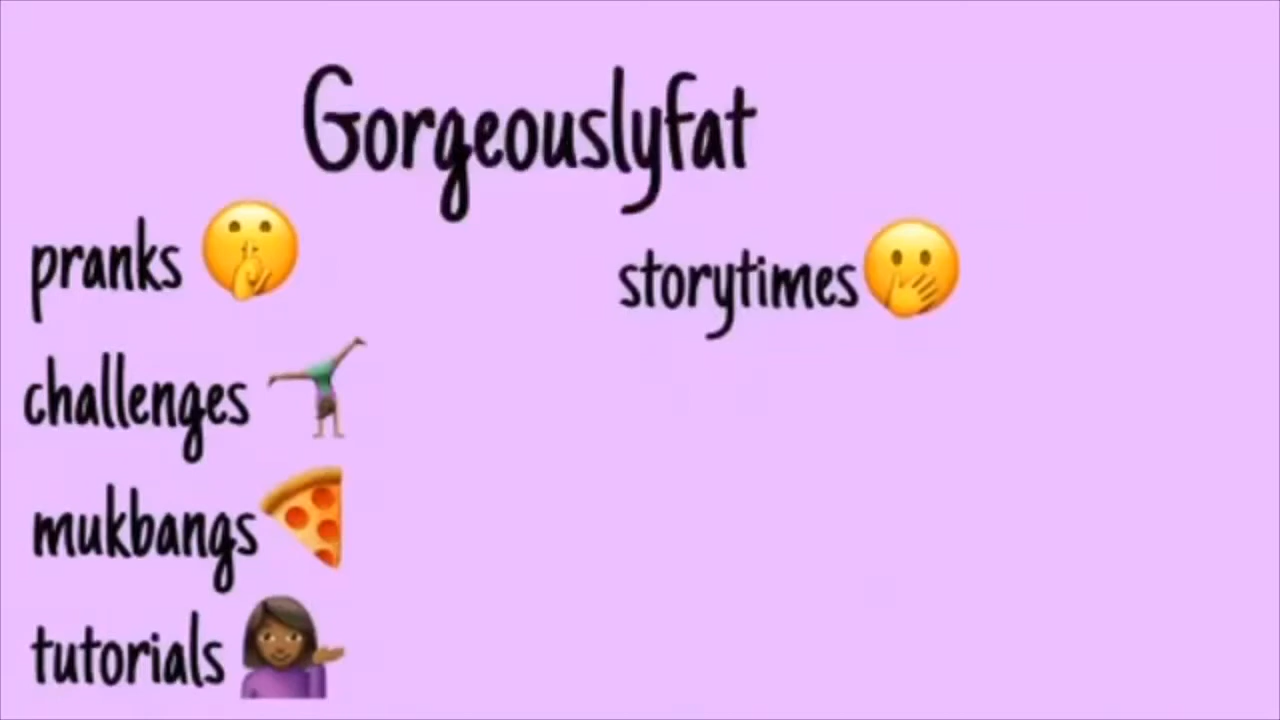 Gorgeouslyfat
pranks 🤫
storytimes 🫢
challenges 🤸🏽‍♀️
mukbangs 🍕
tutorials 💁🏾‍♀️